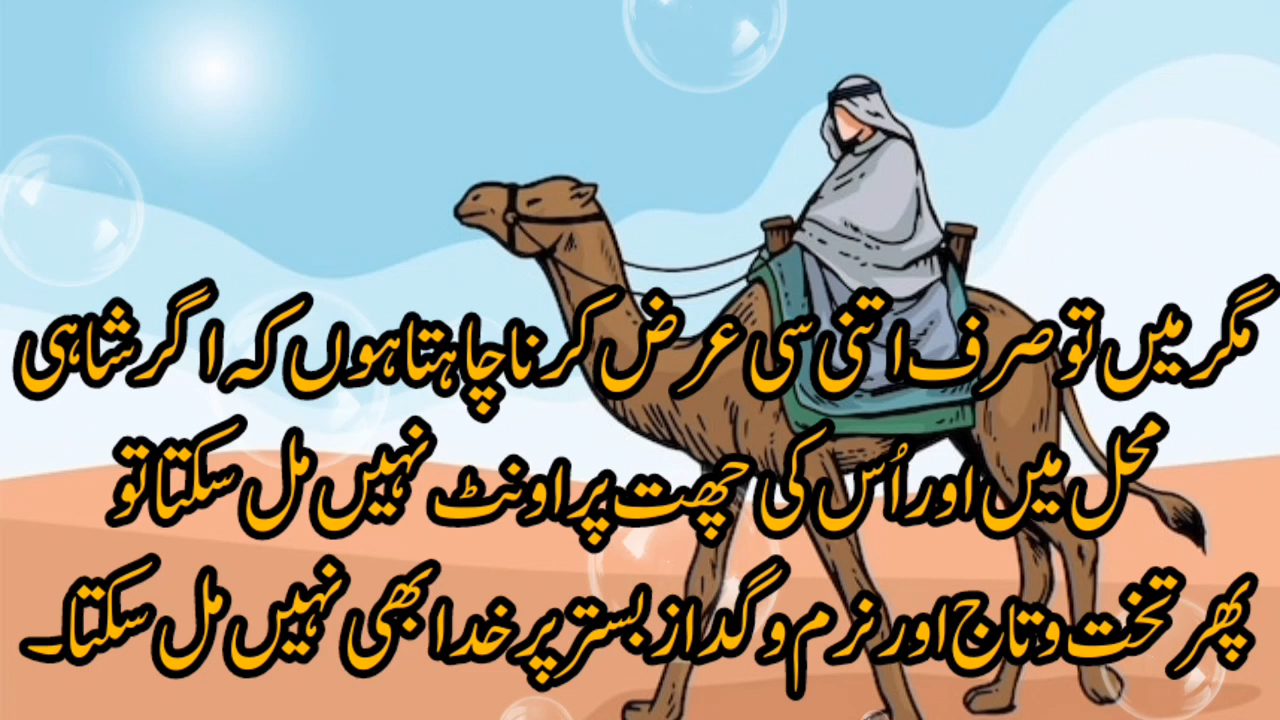 مگر میں تو صرف اتنی سی عرض کرنا چاہتا ہوں کہ اگر شاہی
محل میں اور اُس کی چھت پر اونٹ نہیں مل سکتا تو
پھر تخت و تاج اور نرم و گداز بستر پر خدا بھی نہیں مل سکتا۔